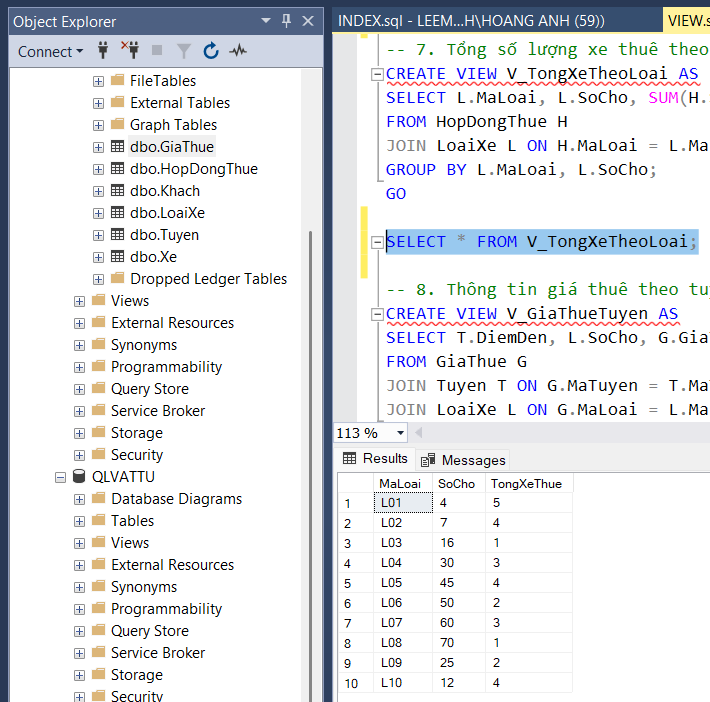 Object Explorer
Connect
FileTables
External Tables
Graph Tables
dbo.GiaThue
dbo.HopDongThue
dbo.Khach
dbo.LoaiXe
dbo.Tuyen
dbo.Xe
Dropped Ledger Tables
Views
External Resources
Synonyms
Programmability
Query Store
Service Broker
Storage
Security
QLVATTU
Database Diagrams
Tables
Views
External Resources
Synonyms
Programmability
Query Store
Service Broker
Storage
Security
INDEX.sql - LEEM...H\HOANG ANH (59))
VIEW.s
-- 7. Tổng số lượng xe thuê theo
CREATE VIEW V_TongXeTheoLoai AS
SELECT L.MaLoai, L.SoCho, SUM(H.
FROM HopDongThue H
JOIN LoaiXe L ON H.MaLoai = L.Ma
GROUP BY L.MaLoai, L.SoCho;
GO
SELECT * FROM V_TongXeTheoLoai;
-- 8. Thông tin giá thuê theo tu
CREATE VIEW V_GiaThueTuyen AS
SELECT T.DiemDen, L.SoCho, G.Gia
FROM GiaThue G
JOIN Tuyen T ON G.MaTuyen = T.Ma
JOIN LoaiXe L ON G.MaLoai = L.Ma
113 %
Results Messages
MaLoai SoCho TongXeThue
1 L01 4 5
2 L02 7 4
3 L03 16 1
4 L04 30 3
5 L05 45 4
6 L06 50 2
7 L07 60 3
8 L08 70 1
9 L09 25 2
10 L10 12 4